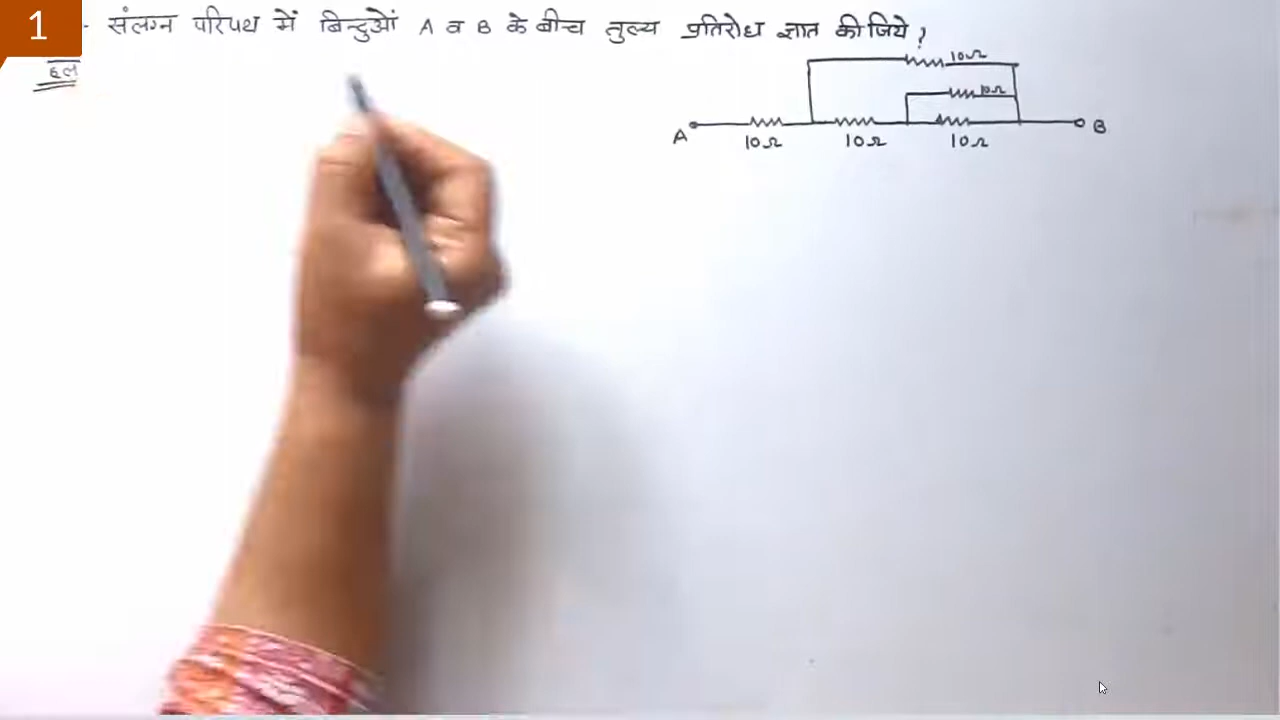 1
संलग्न परिपथ में बिन्दुओं A व B के बीच तुल्य प्रतिरोध ज्ञात कीजिये?
हल
10Ω
10Ω
A B
10Ω 10Ω 10Ω